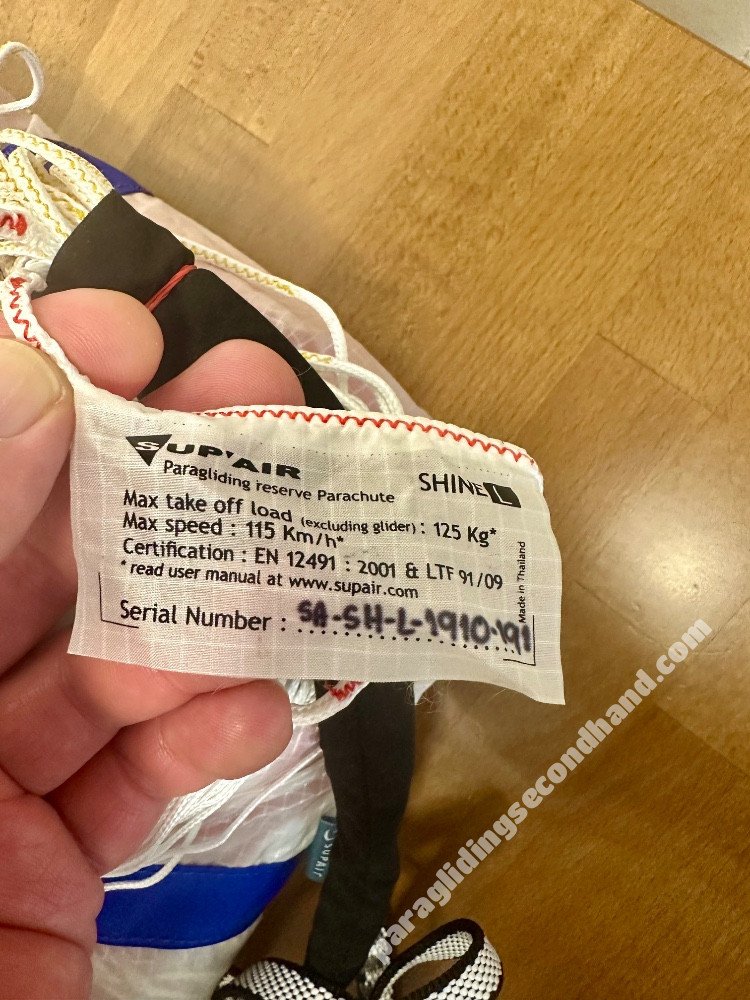 SUP'AIR
Paragliding reserve Parachute
SHINE L
Max take off load (excluding glider) : 125 Kg*
Max speed : 115 Km/h*
Certification : EN 12491 : 2001 & LTF 91/09
* read user manual at www.supair.com
Made in Thailand
Serial Number : SA-SH-L-1910-191
SUPAIR
paraglidingsecondhand.com